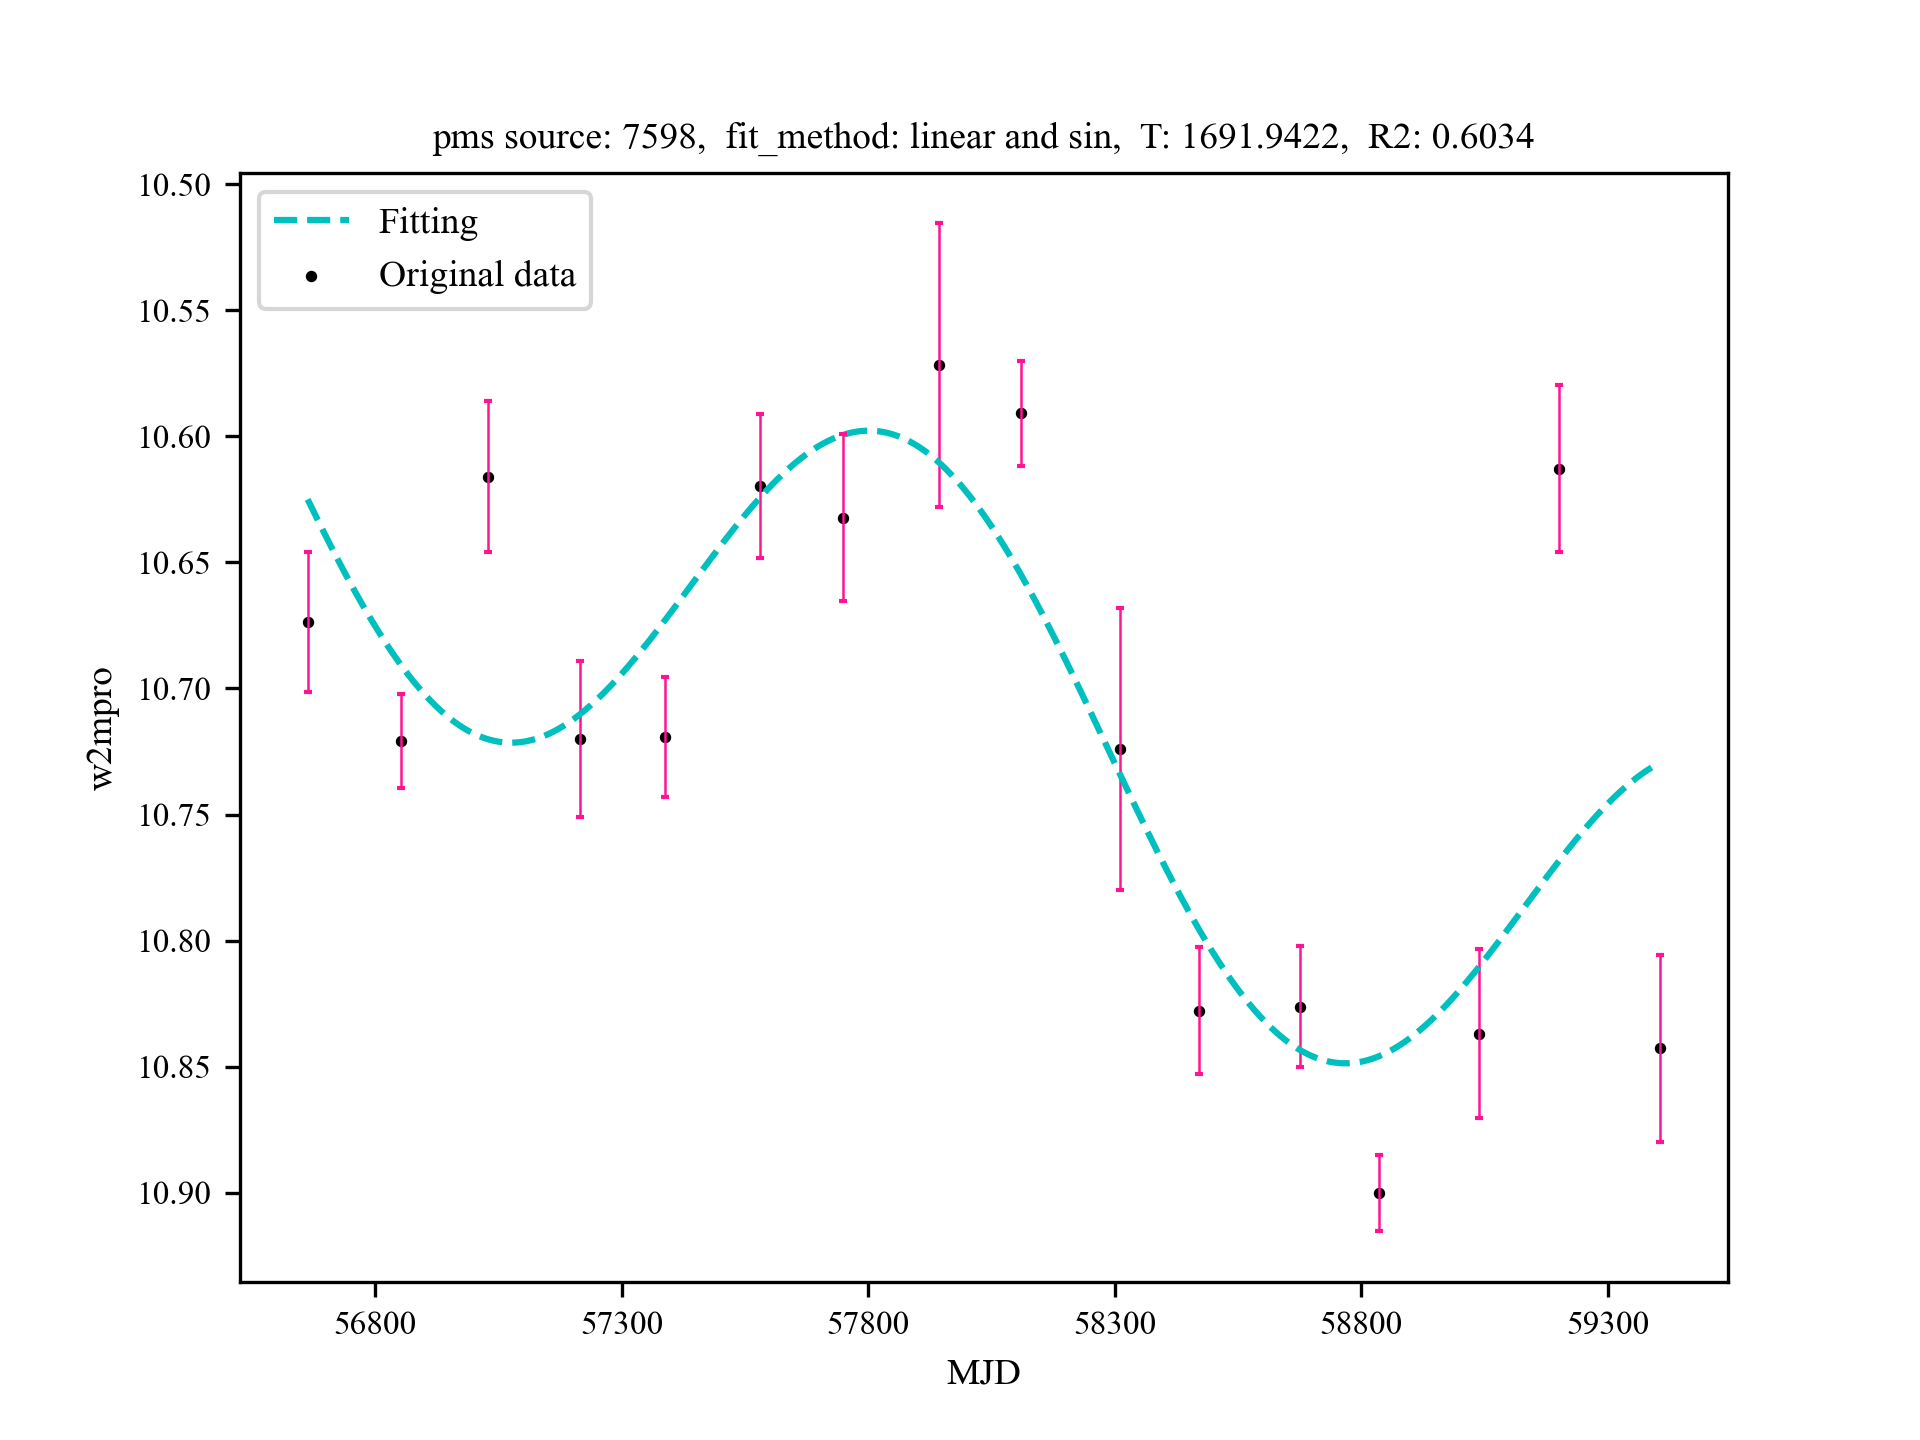 pms source: 7598,  fit_method: linear and sin,  T: 1691.9422,  R2: 0.6034
Fitting
Original data
10.50
10.55
10.60
10.65
10.70
10.75
10.80
10.85
10.90
w2mpro
56800 57300 57800 58300 58800 59300
MJD